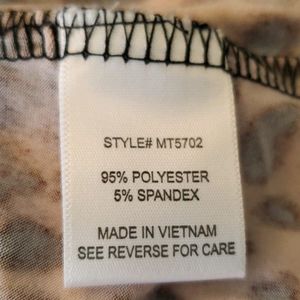 STYLE# MT5702
95% POLYESTER
5% SPANDEX
MADE IN VIETNAM
SEE REVERSE FOR CARE